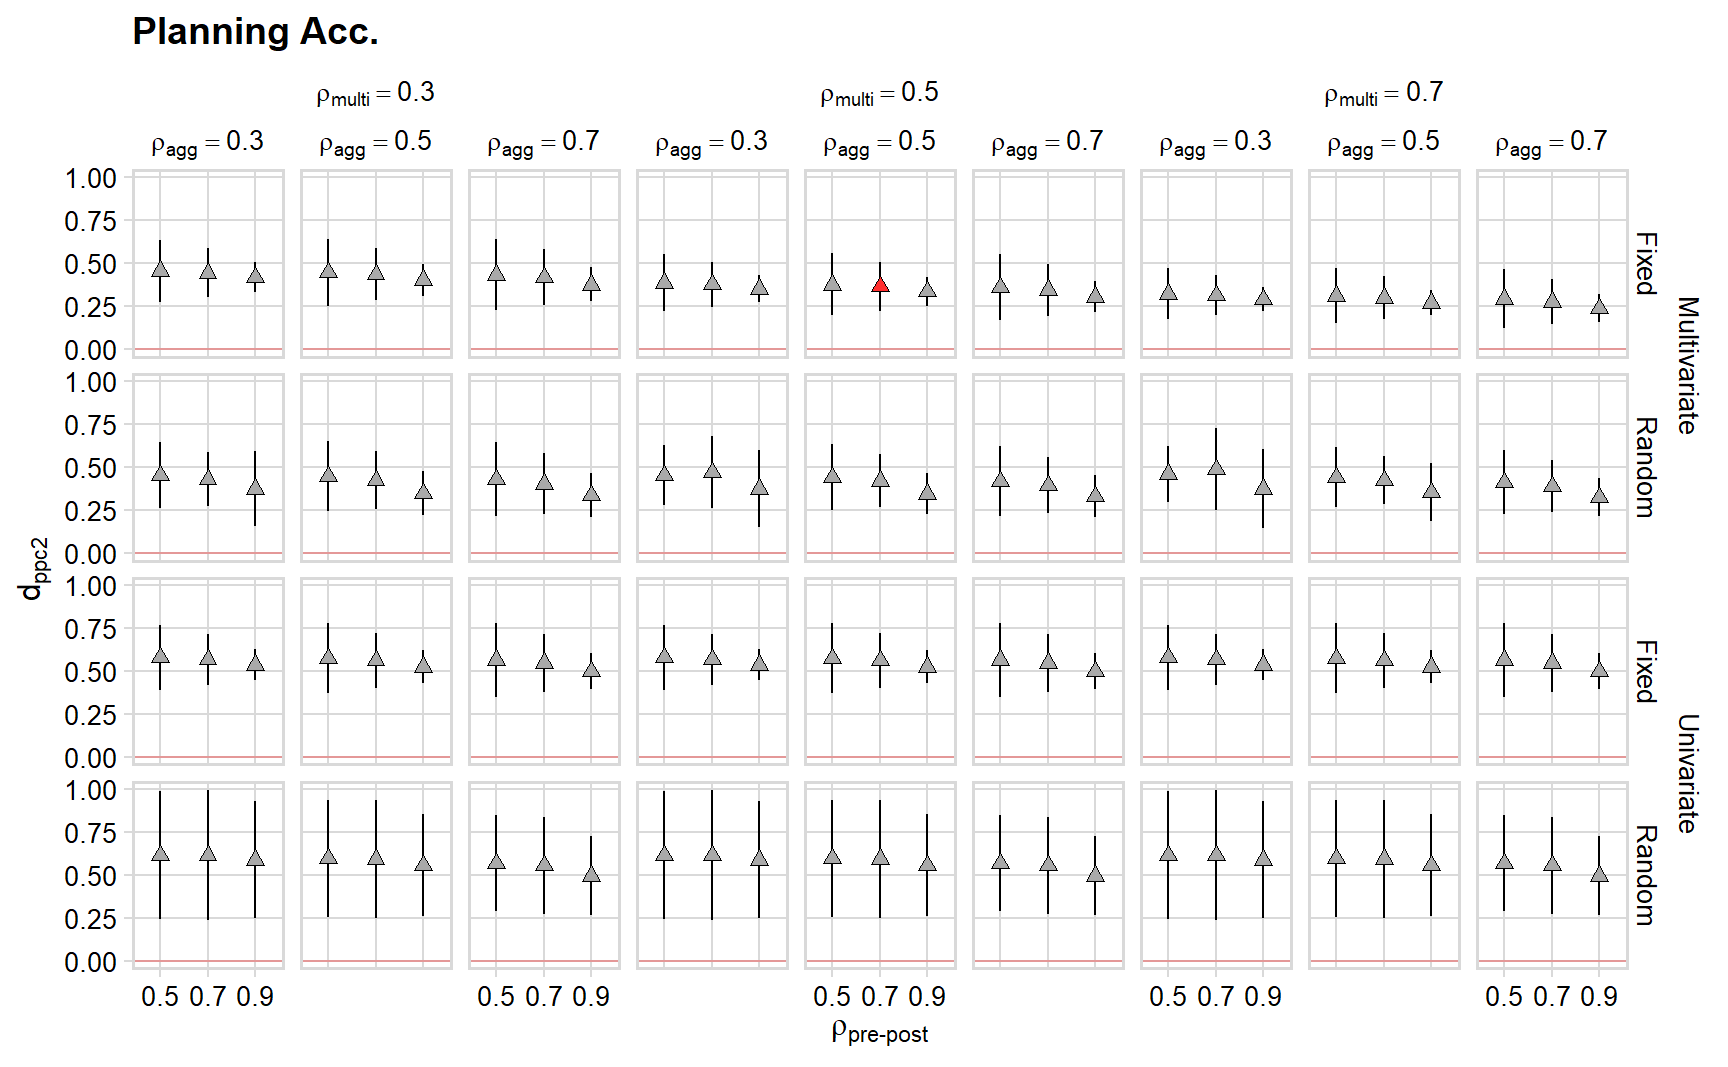 Planning Acc.
ρmulti = 0.3 ρmulti = 0.5 ρmulti = 0.7
ρagg = 0.3 ρagg = 0.5 ρagg = 0.7 ρagg = 0.3 ρagg = 0.5 ρagg = 0.7 ρagg = 0.3 ρagg = 0.5 ρagg = 0.7
1.00
0.75
0.50
0.25
0.00
Fixed
Multivariate
1.00
0.75
0.50
0.25
0.00
Random
dppc2
1.00
0.75
0.50
0.25
0.00
Fixed
Univariate
1.00
0.75
0.50
0.25
0.00
Random
0.5 0.7 0.9 0.5 0.7 0.9 0.5 0.7 0.9 0.5 0.7 0.9 0.5 0.7 0.9
ρpre-post